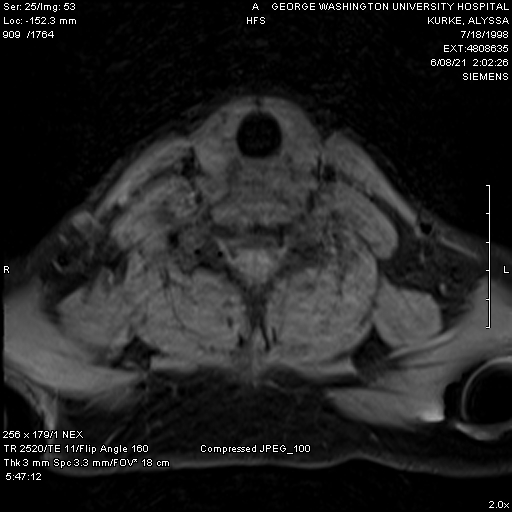 Ser: 25/Img: 53
Loc: -152.3 mm
909 /1764
A
HFS
GEORGE WASHINGTON UNIVERSITY HOSPITAL
KURKE, ALYSSA
7/18/1998
EXT:4808635
6/08/21 2:02:26
SIEMENS
R
L
256 x 179/1 NEX
TR 2520/TE 11/Flip Angle 160
Thk 3 mm Spc 3.3 mm/FOV" 18 cm
5:47:12
Compressed JPEG_100
2.0x